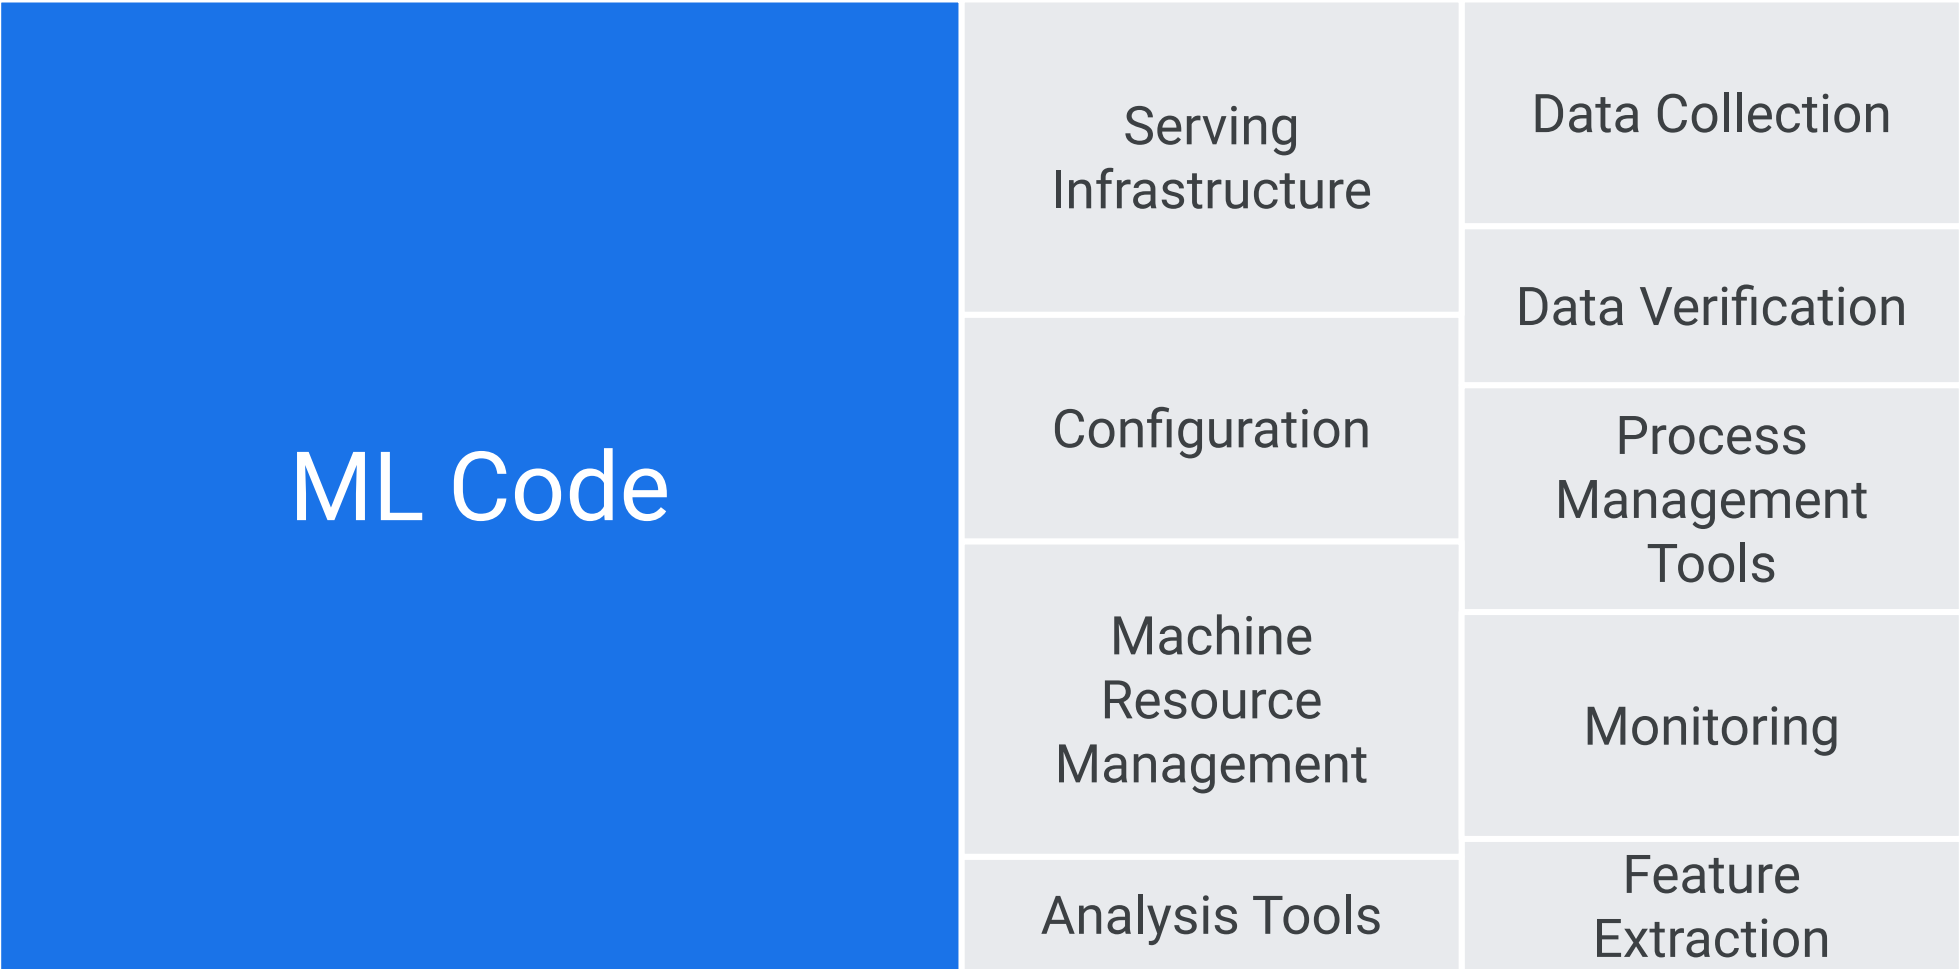 ML Code
Serving
Infrastructure
Configuration
Machine
Resource
Management
Analysis Tools
Data Collection
Data Verification
Process
Management
Tools
Monitoring
Feature
Extraction